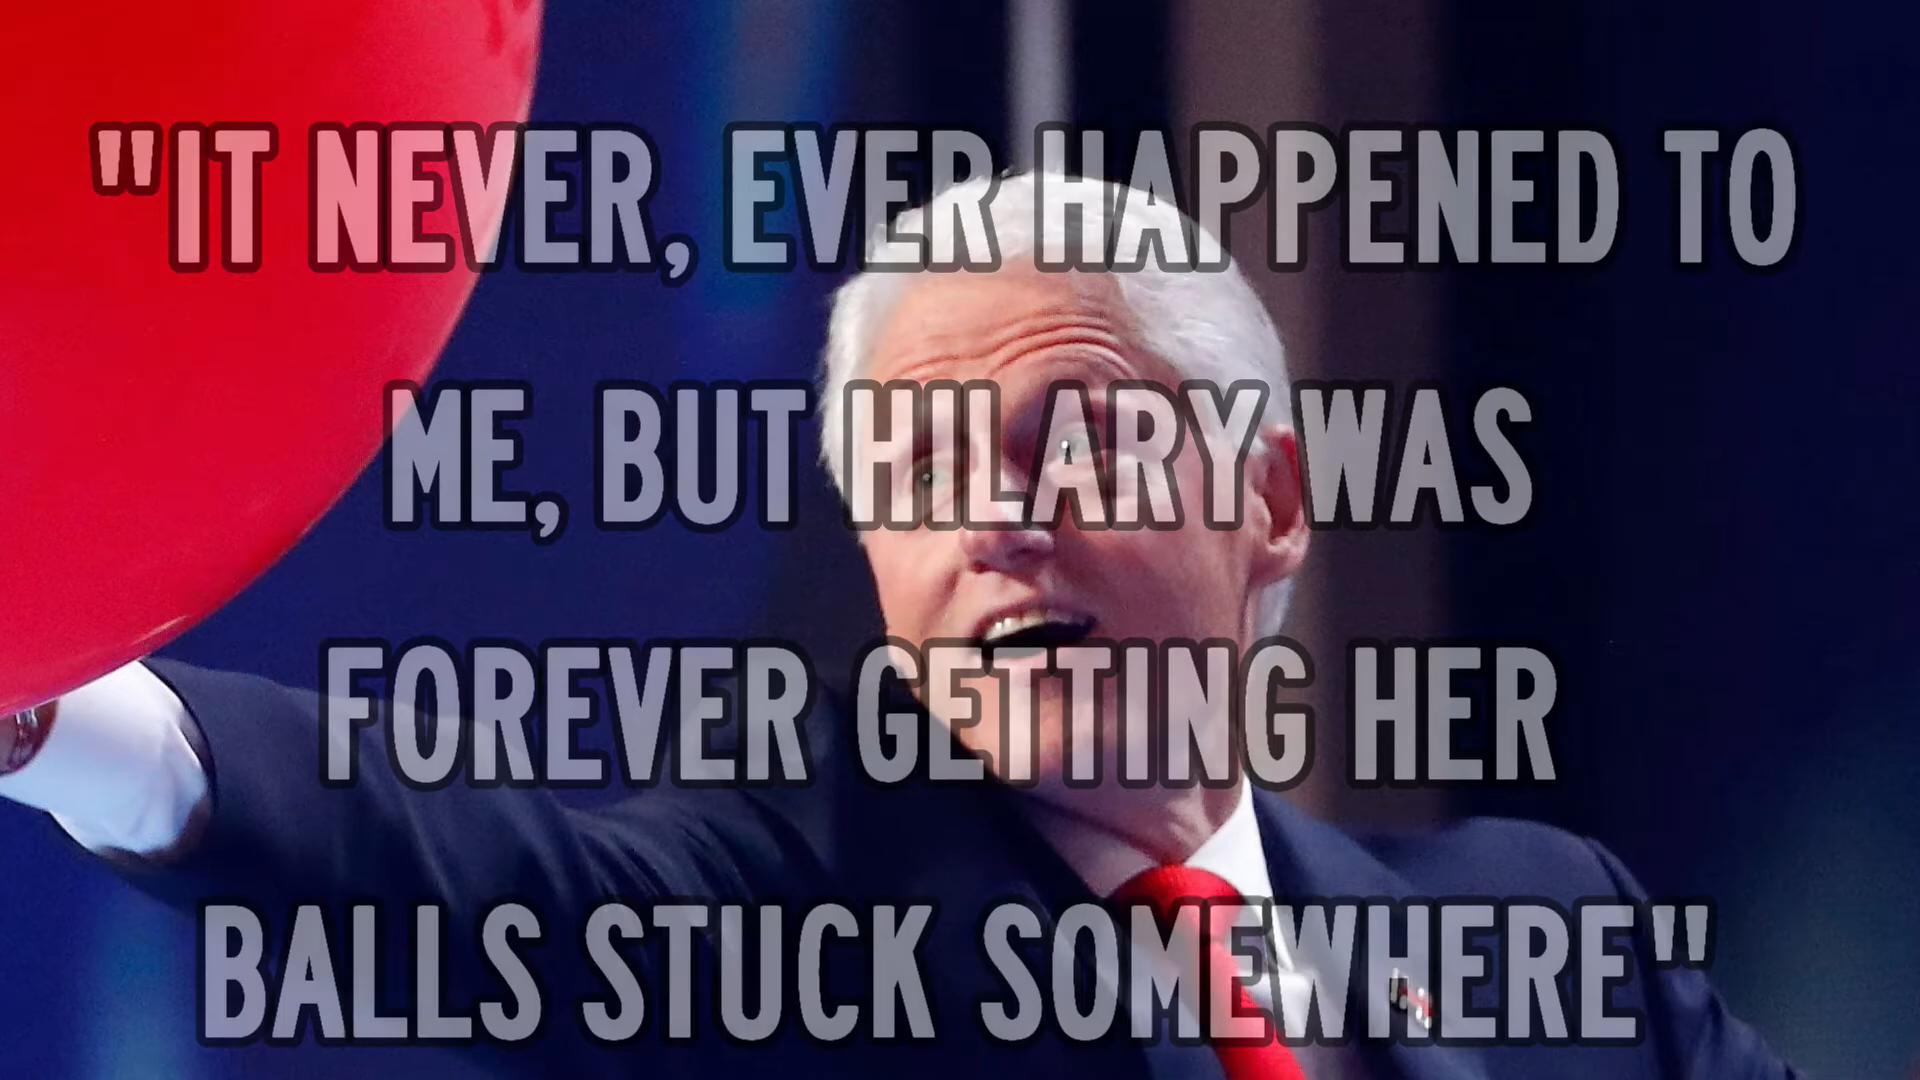 "IT NEVER, EVER HAPPENED TO
ME, BUT HILARY WAS
FOREVER GETTING HER
BALLS STUCK SOMEWHERE"